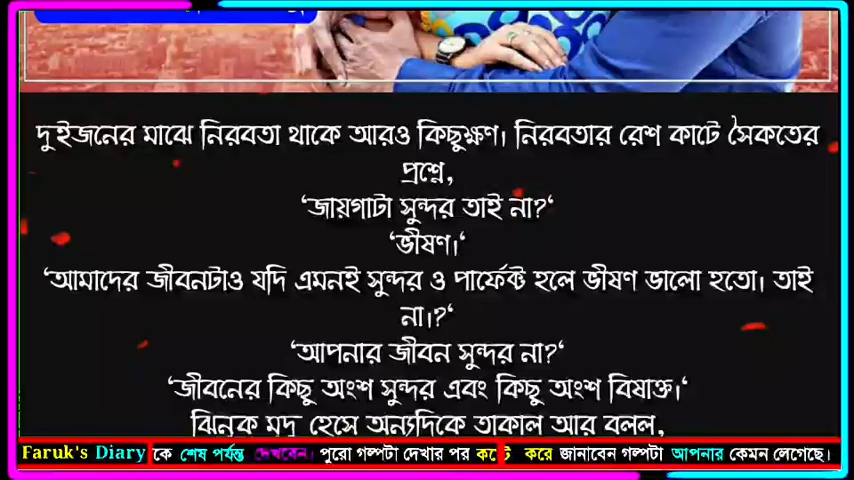 দুইজনের মাঝে নিরবতা থাকে আরও কিছুক্ষণ। নিরবতার রেশ কাটে সৈকতের
প্রশ্নে,
‘জায়গাটা সুন্দর তাই না?‘
‘ভীষণ।‘
‘আমাদের জীবনটাও যদি এমনই সুন্দর ও পার্ফেক্ট হলে ভীষণ ভালো হতো। তাই
না।?‘
‘আপনার জীবন সুন্দর না?‘
‘জীবনের কিছু অংশ সুন্দর এবং কিছু অংশ বিষাক্ত।‘
ঝিনুক মৃদু হেসে অন্যদিকে তাকাল আর বলল,
Faruk's Diary কে শেষ পর্যন্ত দেখবেন। পুরো গল্পটা দেখার পর করে জানাবেন গল্পটা আপনার কেমন লেগেছে।